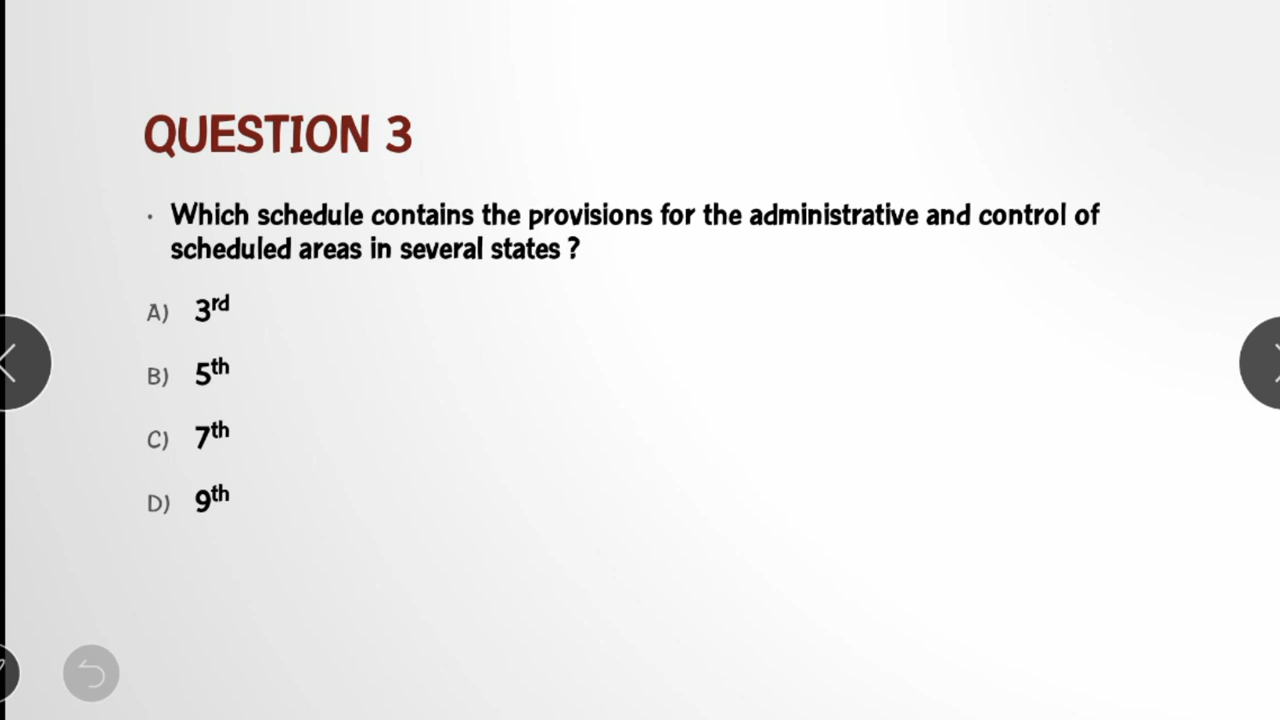 QUESTION 3
• Which schedule contains the provisions for the administrative and control of
scheduled areas in several states ?
A) 3rd
B) 5th
C) 7th
D) 9th